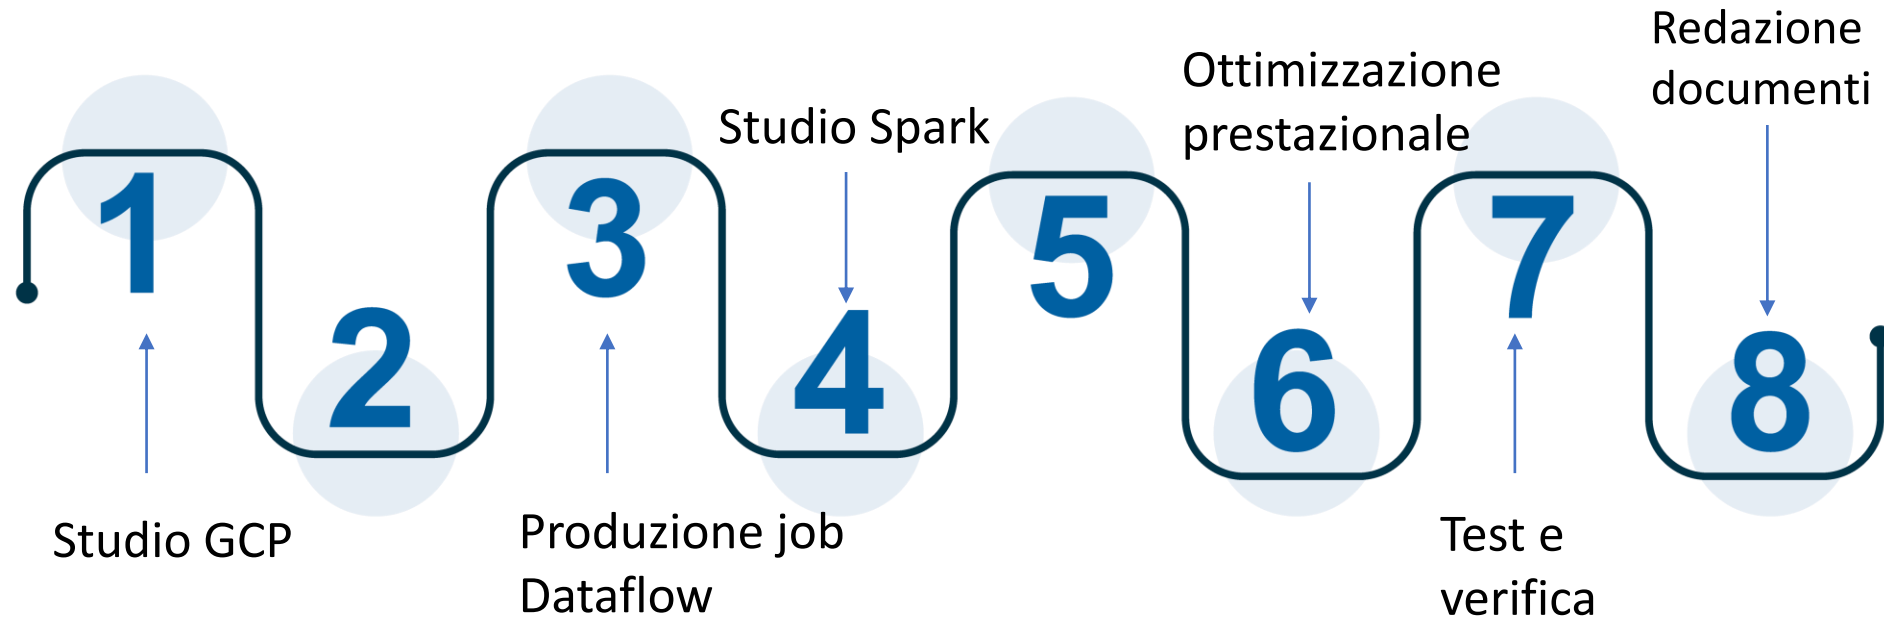 1
Studio GCP
2
3
Produzione job
Dataflow
Studio Spark
4
5
Ottimizzazione
prestazionale
6
7
Test e
verifica
Redazione
documenti
8